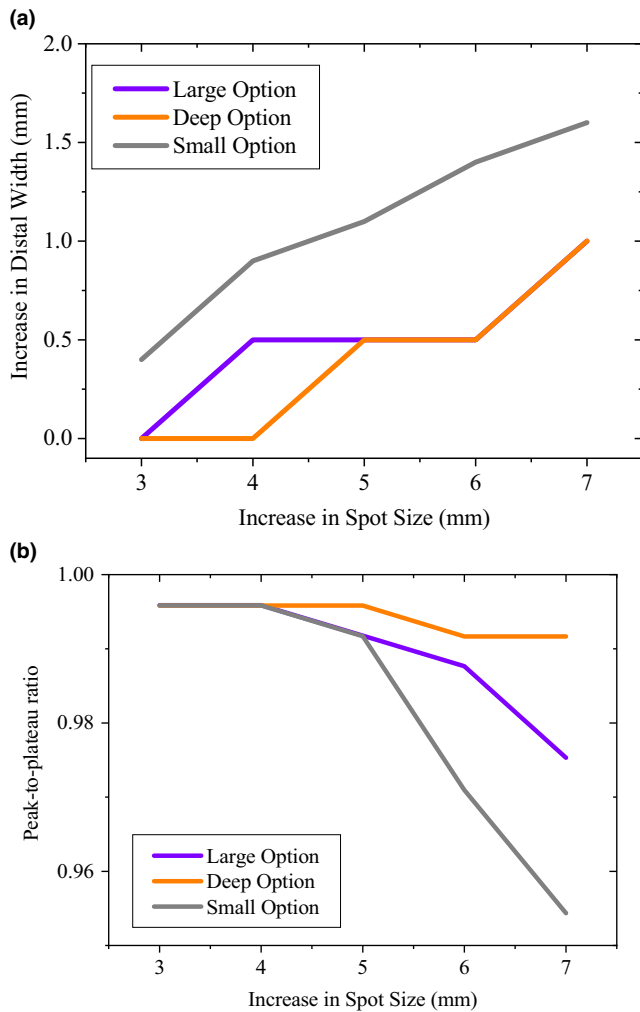 (a)
2.0
1.5
1.0
0.5
0.0
Increase in Distal Width (mm)
Large Option
Deep Option
Small Option
3 4 5 6 7
Increase in Spot Size (mm)
(b)
1.00
0.98
0.96
Peak-to-plateau ratio
Large Option
Deep Option
Small Option
3 4 5 6 7
Increase in Spot Size (mm)